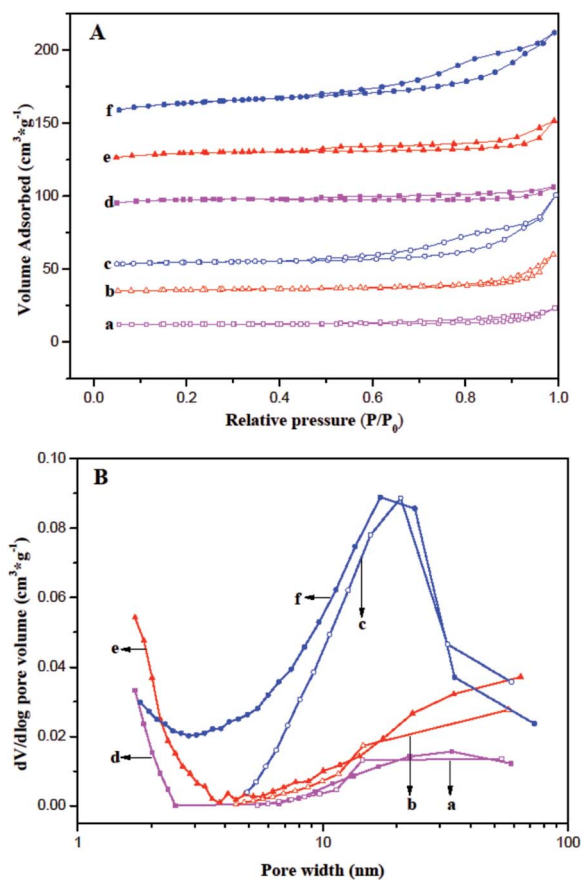 A
200
150
100
50
0
Volume Adsorbed (cm³*g⁻¹)
f
e
d
c
b
a
0.0 0.2 0.4 0.6 0.8 1.0
Relative pressure (P/P₀)
B
0.10
0.08
0.06
0.04
0.02
0.00
dV/dlog pore volume (cm³*g⁻¹)
f
c
e
d
b a
1 10 100
Pore width (nm)